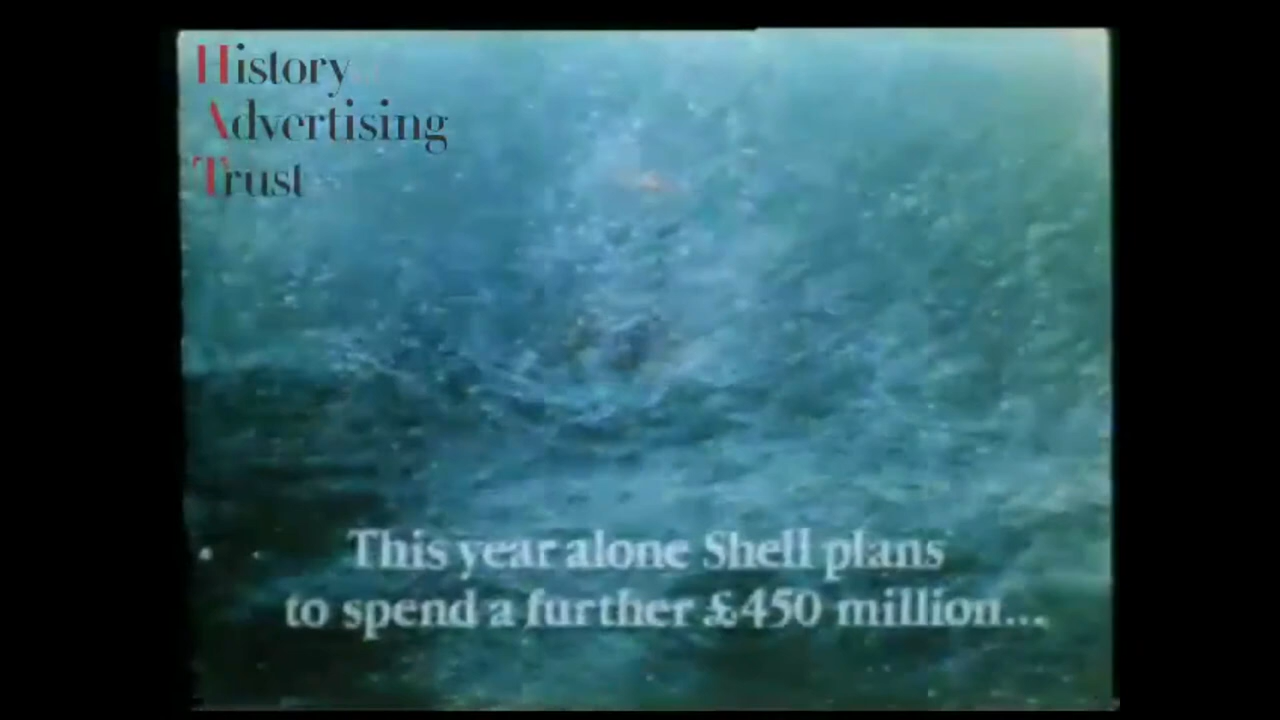 History
Advertising
Trust
This year alone Shell plans
to spend a further £450 million...